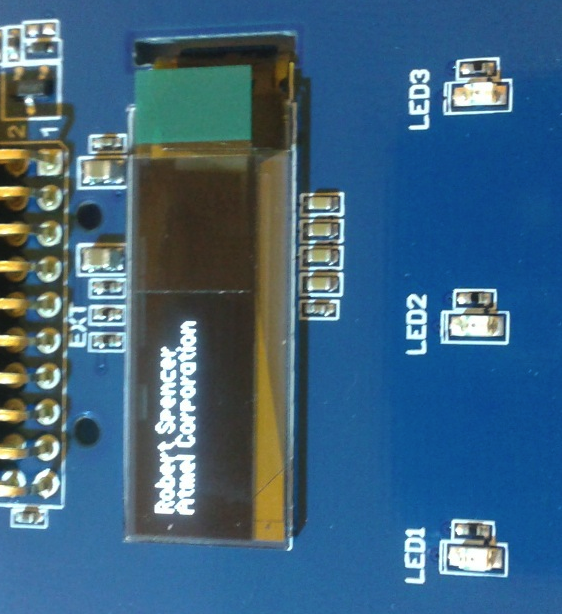 Robert Spencer
Atmel Corporation
LED3
LED2
LED1
EXT
2
1